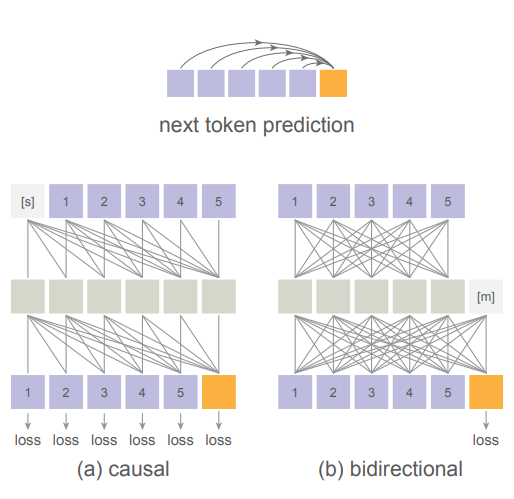 next token prediction
[s] 1 2 3 4 5
1 2 3 4 5
[m]
1 2 3 4 5
1 2 3 4 5
loss loss loss loss loss loss
loss
(a) causal
(b) bidirectional